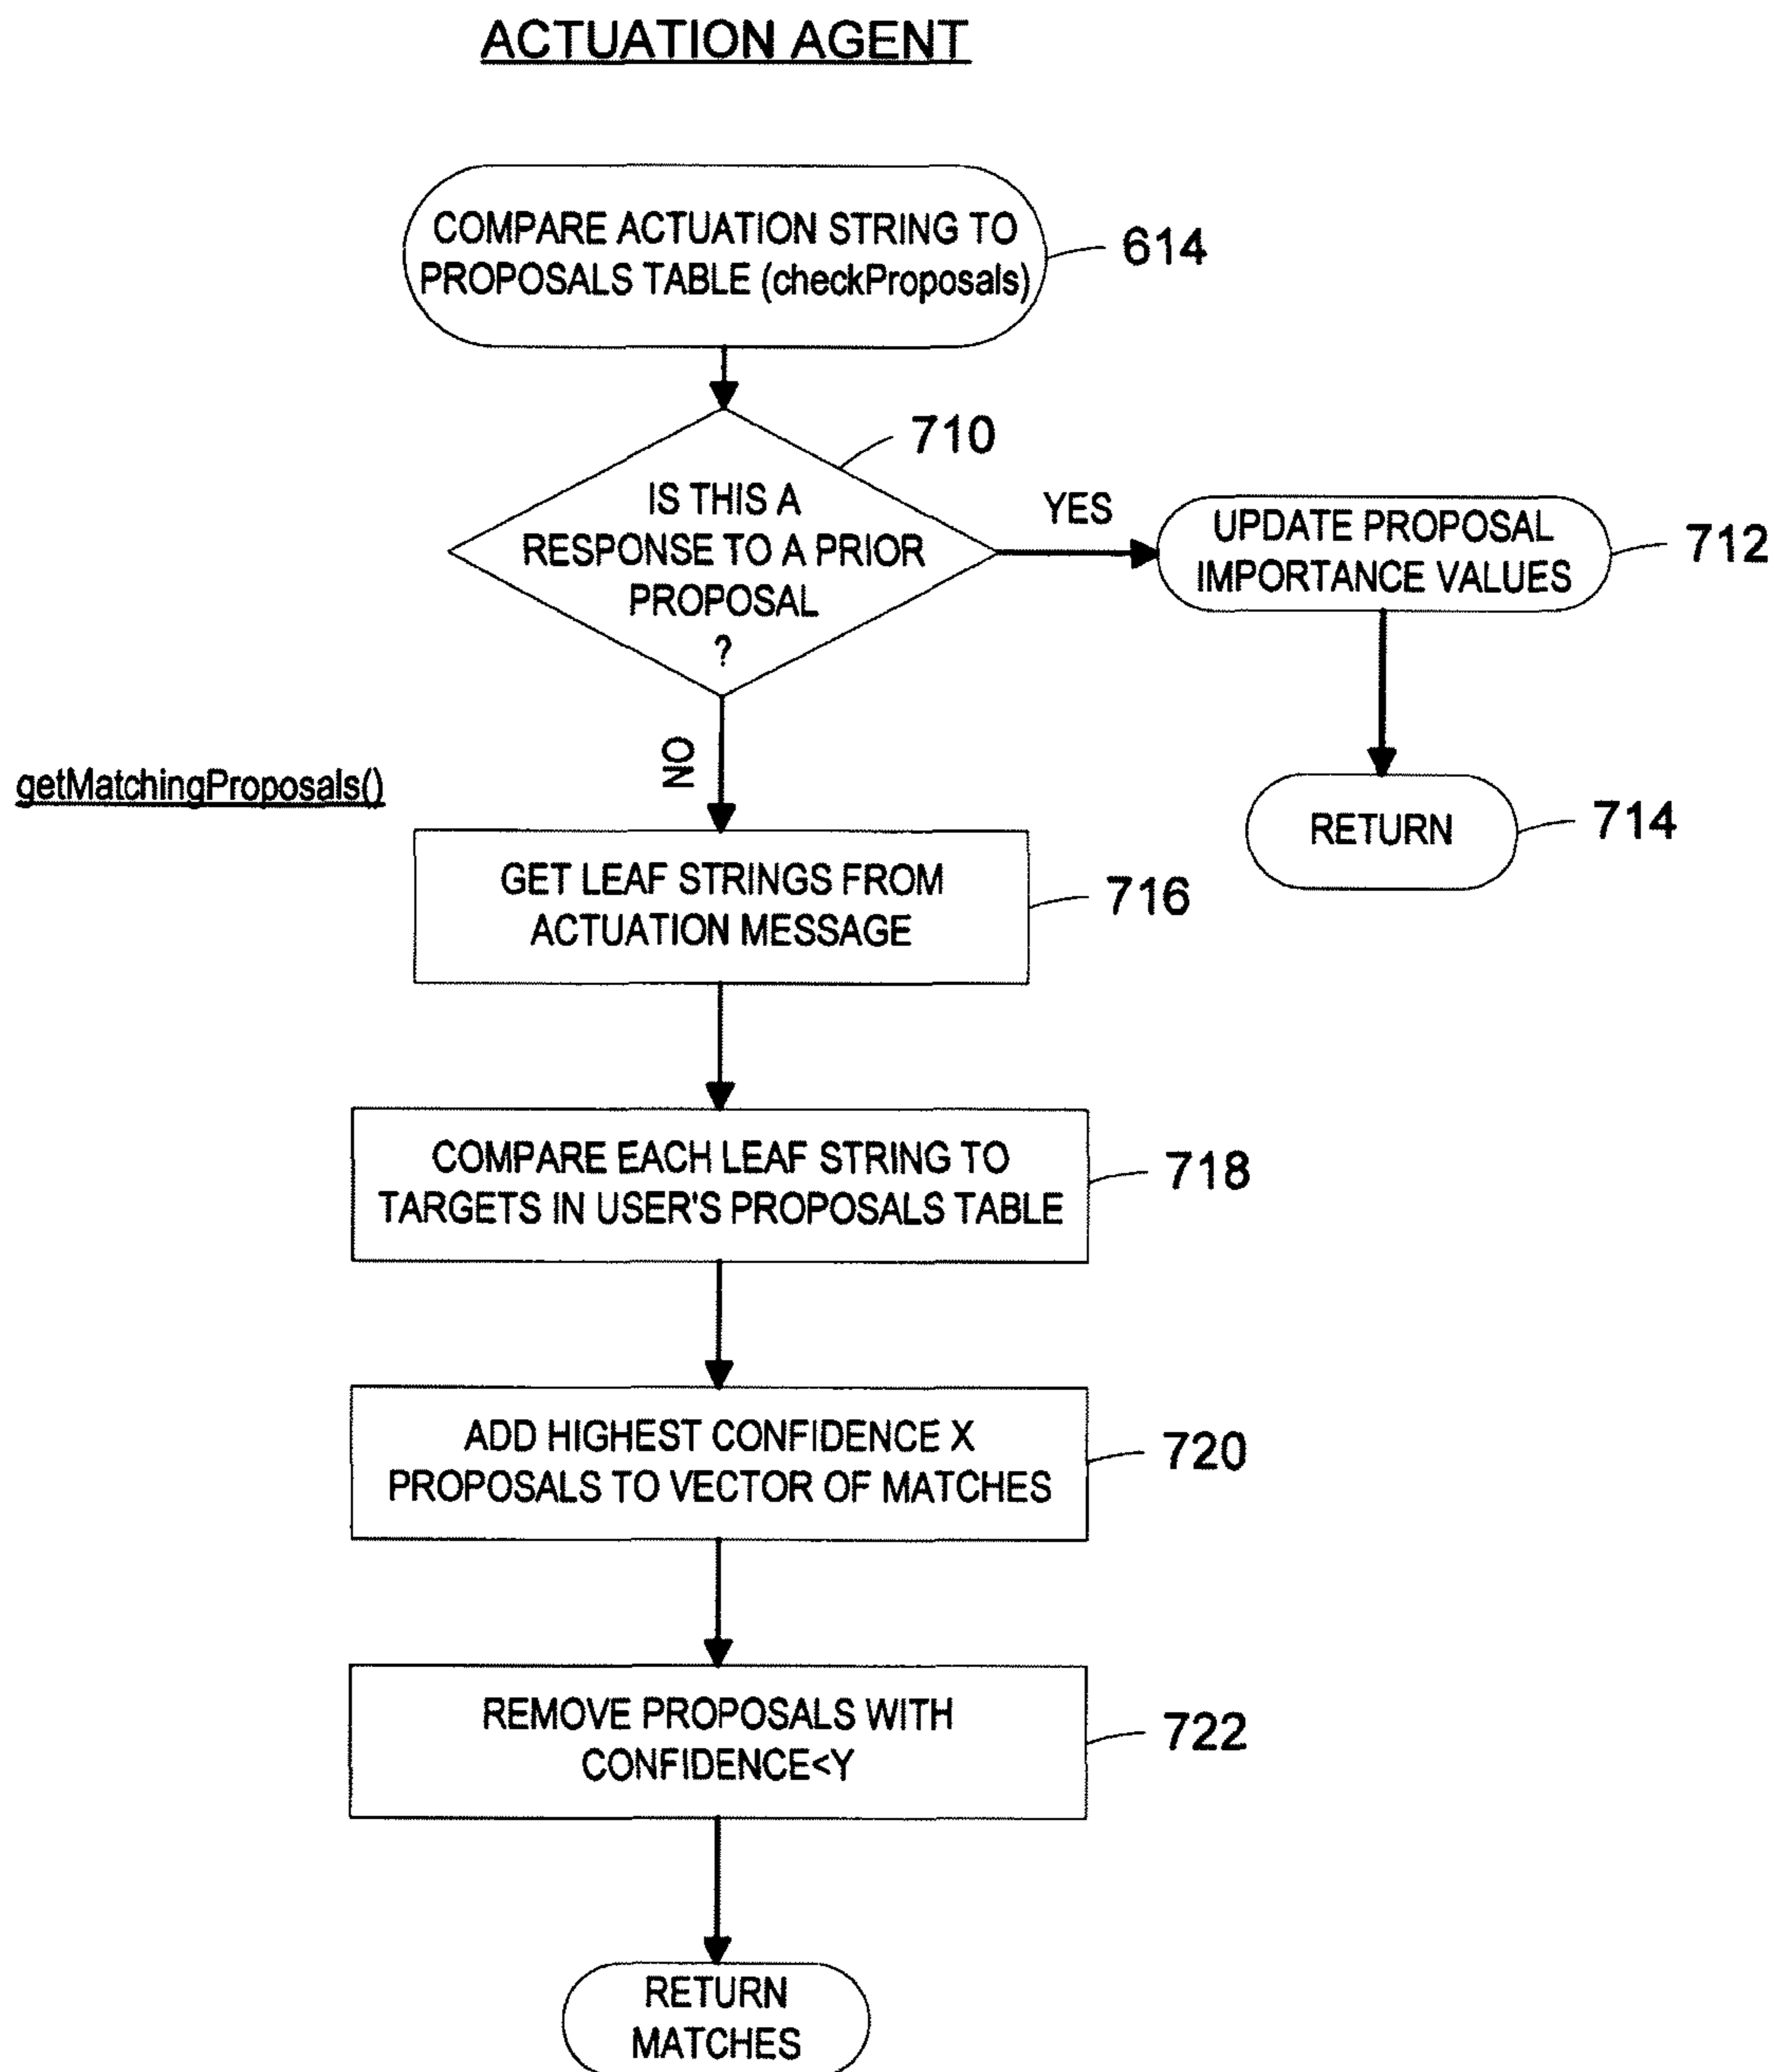 ACTUATION AGENT
COMPARE ACTUATION STRING TO
PROPOSALS TABLE (checkProposals)
614
710
IS THIS A
RESPONSE TO A PRIOR
PROPOSAL
?
YES
UPDATE PROPOSAL
IMPORTANCE VALUES
712
NO
RETURN
714
getMatchingProposals()
GET LEAF STRINGS FROM
ACTUATION MESSAGE
716
COMPARE EACH LEAF STRING TO
TARGETS IN USER'S PROPOSALS TABLE
718
ADD HIGHEST CONFIDENCE X
PROPOSALS TO VECTOR OF MATCHES
720
REMOVE PROPOSALS WITH
CONFIDENCE<Y
722
RETURN
MATCHES